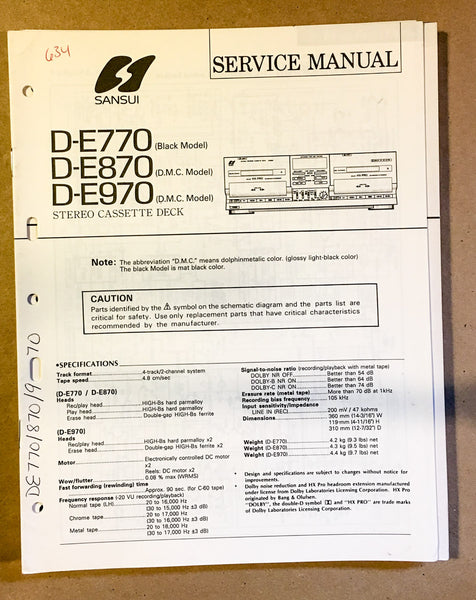 634
SANSUI
SERVICE MANUAL
D-E770 (Black Model)
D-E870 (D.M.C. Model)
D-E970 (D.M.C. Model)
STEREO CASSETTE DECK
Note: The abbreviation "D.M.C." means dolphinmetalic color. (glossy light-black color)
The black Model is mat black color.
CAUTION
Parts identified by the ⚠ symbol on the schematic diagram and the parts list are
critical for safety. Use only replacement parts that have critical characteristics
recommended by the manufacturer.
•SPECIFICATIONS
Track format 4-track/2-channel system
Tape speed 4.8 cm/sec
(D-E770 / D-E870)
Heads
Rec/play head HIGH-Bs hard parmalloy
Play head HIGH-Bs hard parmalloy
Erase head Double-gap HIGH-Bs ferrite
(D-E970)
Heads
Rec/play head HIGH-Bs hard parmalloy x2
Erase head Double-gap HIGH-Bs ferrite x2
Motor Electronically controlled DC motor
x2
Reels: DC motor x2
Wow/flutter 0.08 % max (WRMS)
Fast forwarding (rewinding) time
Approx. 90 sec. (for C-60 tape)
Frequency response (-20 VU recording/playback)
Normal tape (LH) 20 to 16,000 Hz
(30 to 15,000 Hz ±3 dB)
Chrome tape 20 to 17,000 Hz
(30 to 16,000 Hz ±3 dB)
Metal tape 20 to 18,000 Hz
(30 to 17,000 Hz ±3 dB)
Signal-to-noise ratio (recording/playback with metal tape)
DOLBY NR OFF Better than 54 dB
DOLBY-B NR ON Better than 64 dB
DOLBY-C NR ON Better than 74 dB
Erasure rate (metal tape) More than 70 dB at 1kHz
Recording bias frequency 105 kHz
Input sensitivity/impedance
LINE IN (REC) 200 mV / 47 kohms
Dimensions 360 mm (14-3/16") W
119 mm (4-11/16") H
310 mm (12-7/32") D
Weight (D-E770) 4.2 kg (9.3 lbs) net
Weight (D-E870) 4.3 kg (9.5 lbs) net
Weight (D-E970) 4.4 kg (9.7 lbs) net
* Design and specifications are subject to changes without notice for
improvements.
* Dolby noise reduction and HX Pro headroom extension manufactured
under license from Dolby Laboratories Licensing Corporation. HX Pro
originated by Bang & Olufsen.
"DOLBY", the double-D symbol and "HX PRO" are trade marks
of Dolby Laboratories Licensing Corporation.
DE770/870/9-70